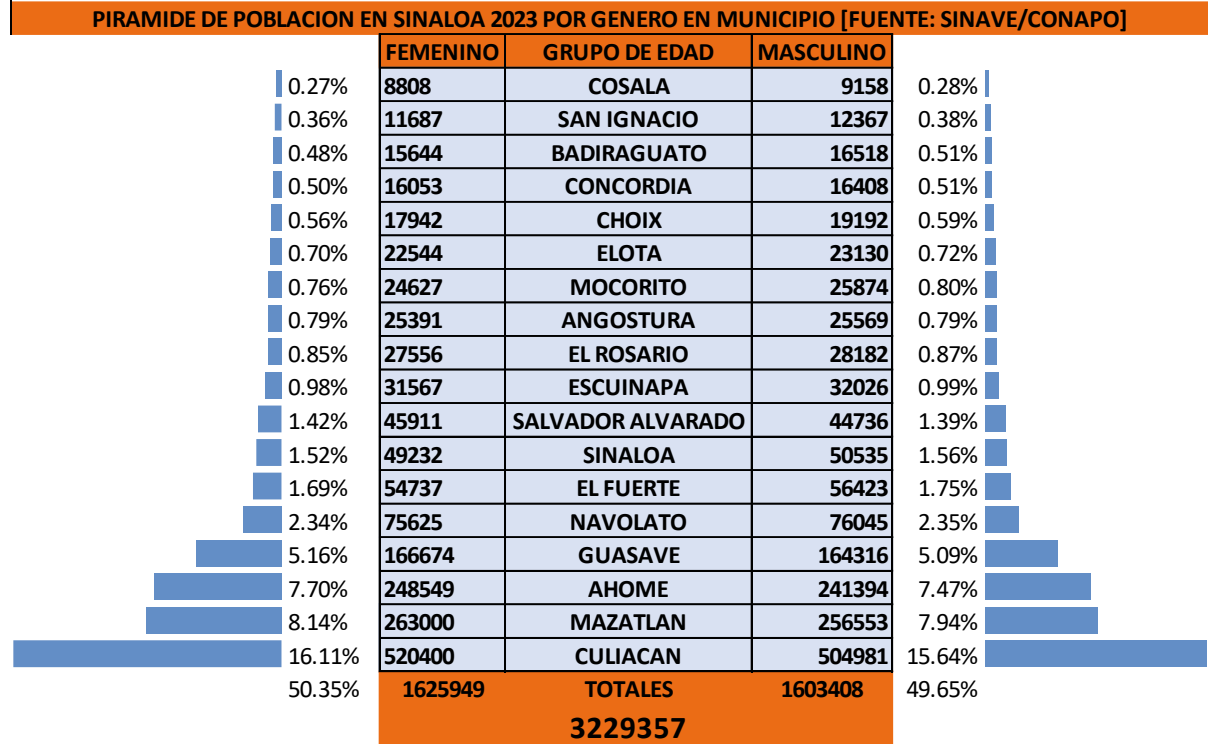 PIRAMIDE DE POBLACION EN SINALOA 2023 POR GENERO EN MUNICIPIO [FUENTE: SINAVE/CONAPO]
FEMENINO GRUPO DE EDAD MASCULINO
0.27% 8808 COSALA 9158 0.28%
0.36% 11687 SAN IGNACIO 12367 0.38%
0.48% 15644 BADIRAGUATO 16518 0.51%
0.50% 16053 CONCORDIA 16408 0.51%
0.56% 17942 CHOIX 19192 0.59%
0.70% 22544 ELOTA 23130 0.72%
0.76% 24627 MOCORITO 25874 0.80%
0.79% 25391 ANGOSTURA 25569 0.79%
0.85% 27556 EL ROSARIO 28182 0.87%
0.98% 31567 ESCUINAPA 32026 0.99%
1.42% 45911 SALVADOR ALVARADO 44736 1.39%
1.52% 49232 SINALOA 50535 1.56%
1.69% 54737 EL FUERTE 56423 1.75%
2.34% 75625 NAVOLATO 76045 2.35%
5.16% 166674 GUASAVE 164316 5.09%
7.70% 248549 AHOME 241394 7.47%
8.14% 263000 MAZATLAN 256553 7.94%
16.11% 520400 CULIACAN 504981 15.64%
50.35% 1625949 TOTALES 1603408 49.65%
3229357